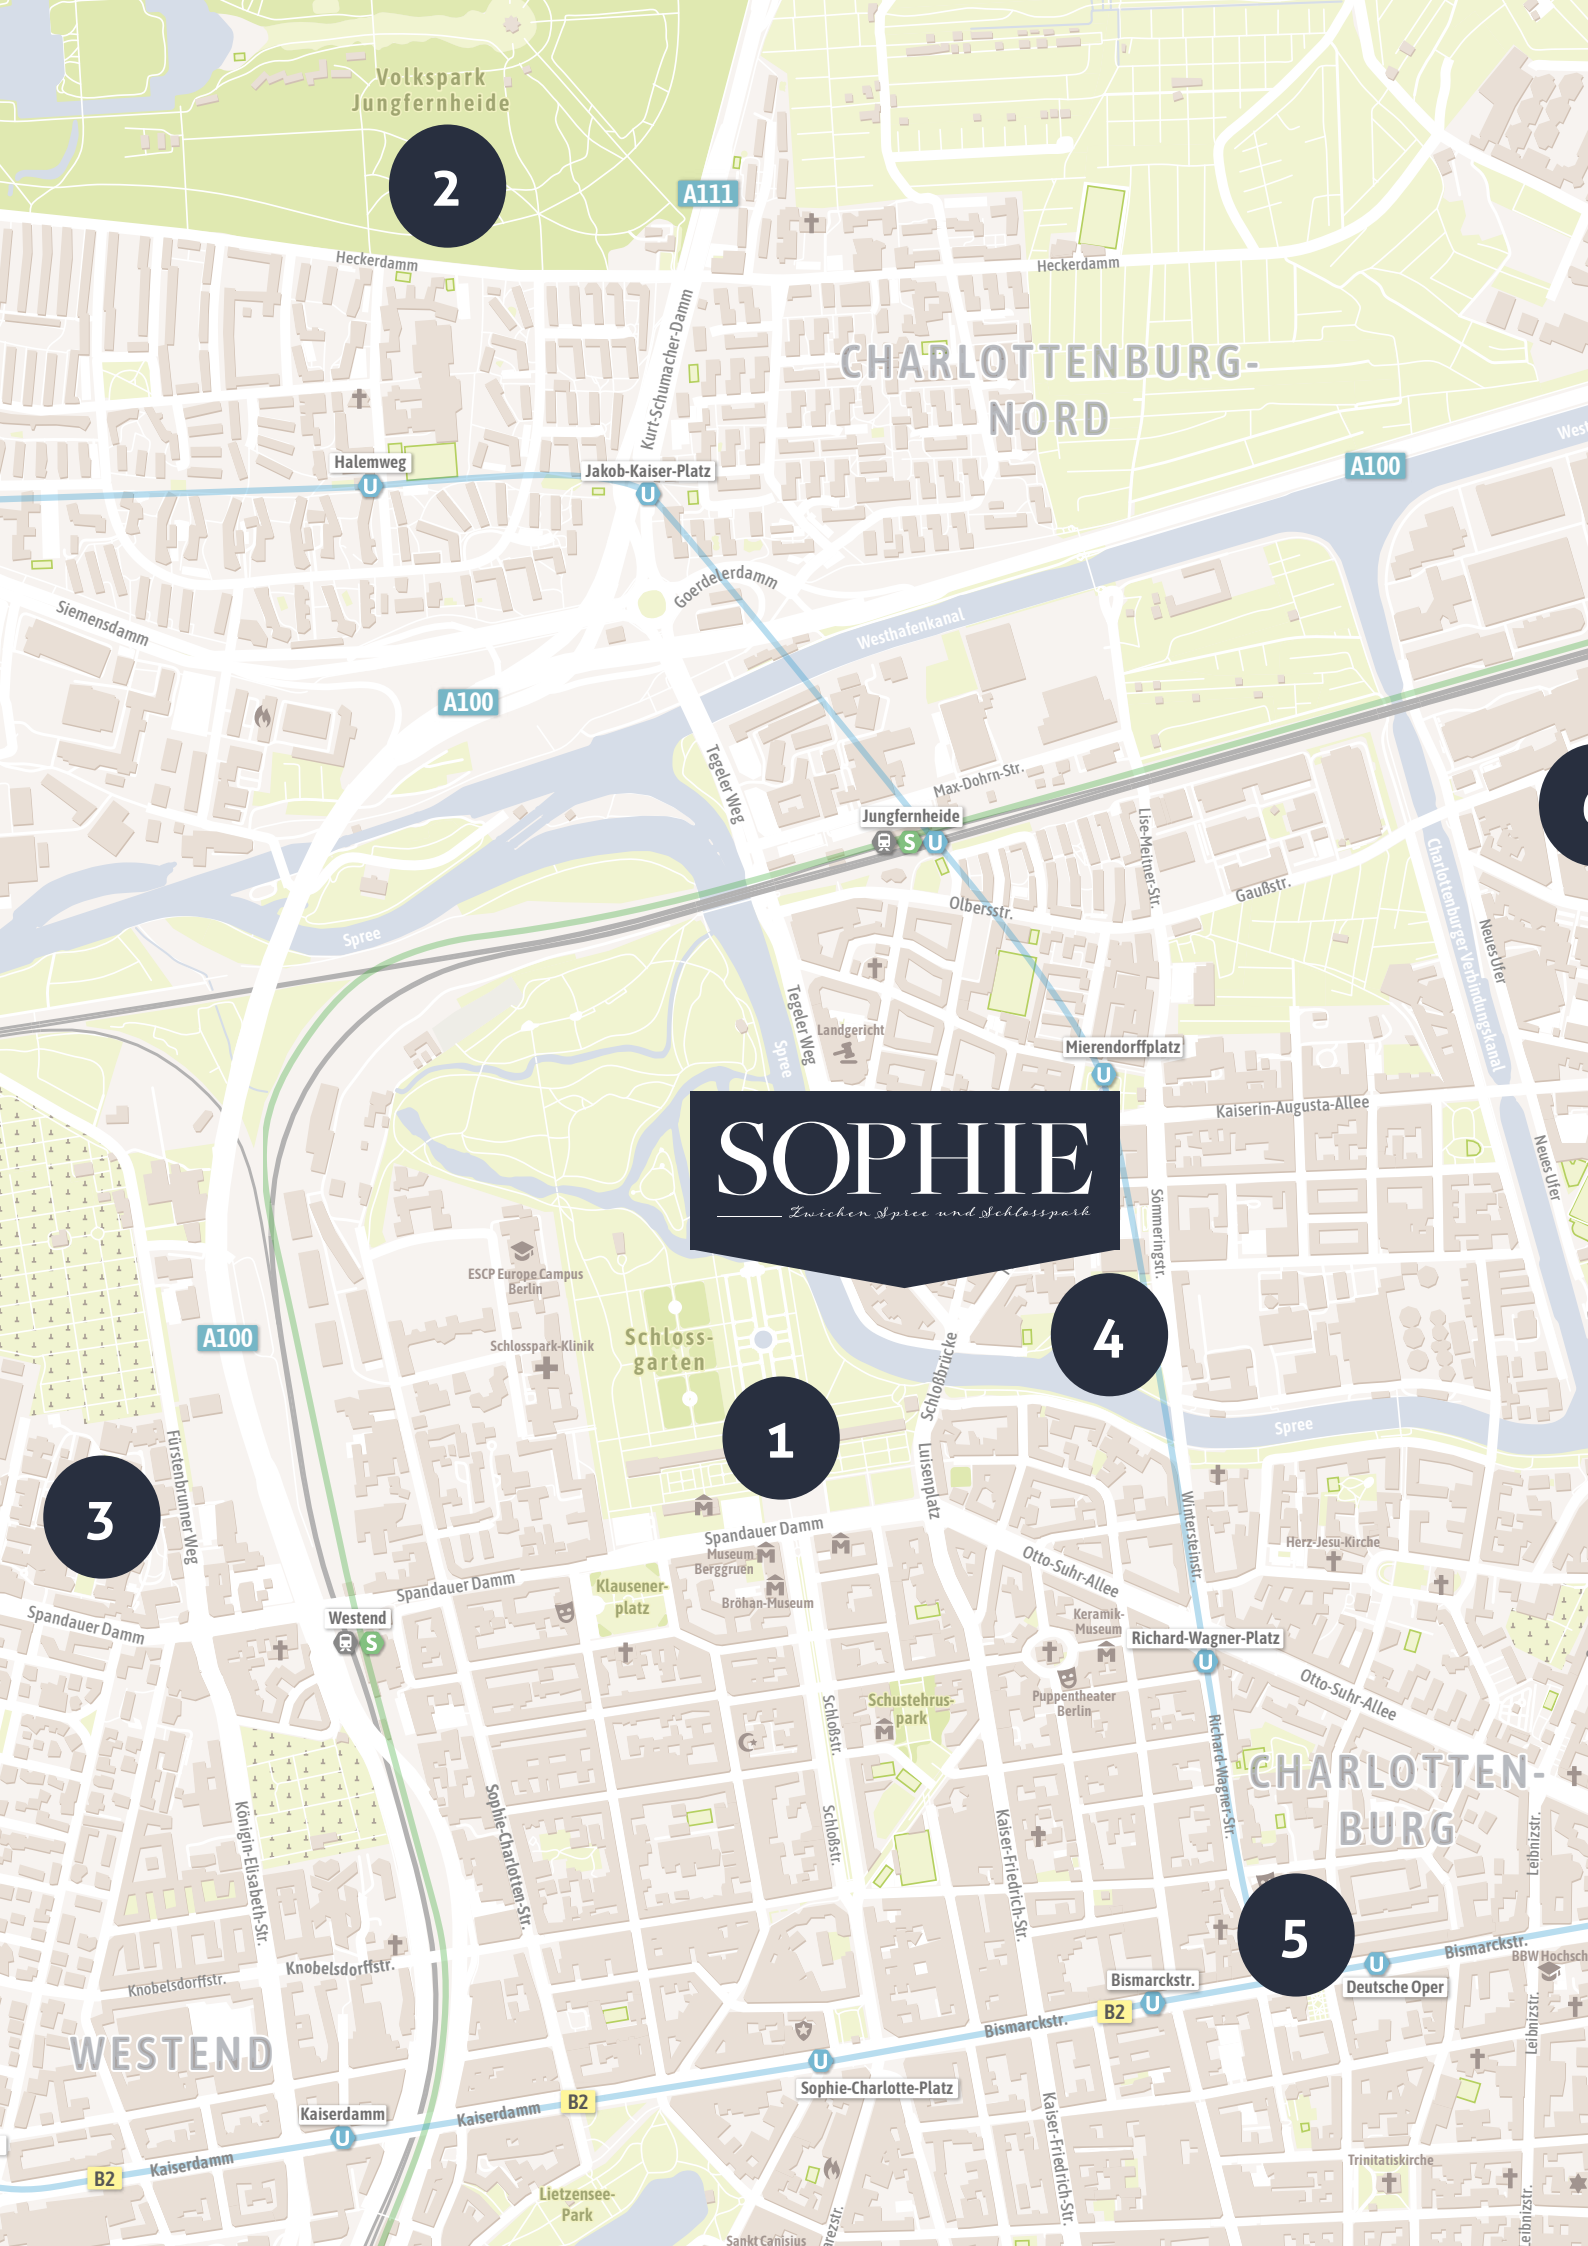 Volkspark
Jungfernheide
2
A111
Heckerdamm
Heckerdamm
Kurt-Schumacher-Damm
CHARLOTTENBURG-
NORD
West
A100
Halemweg
U
Jakob-Kaiser-Platz
U
Goerdelerdamm
Siemensdamm
Westhafenkanal
A100
Tegeler Weg
Max-Dohrn-Str.
Jungfernheide
S
U
Lise-Meitner-Str.
Gaußstr.
Charlottenburger Verbindungskanal
Neues Ufer
Olbersstr.
Spree
Tegeler Weg
Landgericht
Spree
Mierendorffplatz
U
Kaiserin-Augusta-Allee
Neues Ufer
SOPHIE
Zwichen Spree und Schlosspark
Sömmeringstr.
ESCP Europe Campus
Berlin
Schlosspark-Klinik
Schloss-
garten
A100
4
Schloßbrücke
1
Spree
Luisenplatz
Fürstenbrunner Weg
3
Wintersteinstr.
Spandauer Damm
Museum
Berggruen
Bröhan-Museum
Otto-Suhr-Allee
Herz-Jesu-Kirche
Spandauer Damm
Klausener-
platz
Spandauer Damm
Westend
S
Keramik-
Museum
Richard-Wagner-Platz
U
Puppentheater
Berlin
Otto-Suhr-Allee
Schustehrus-
park
Schloßstr.
Richard-Wagner-Str.
CHARLOTTEN-
BURG
Sophie-Charlotten-Str.
Königin-Elisabeth-Str.
Schloßstr.
Kaiser-Friedrich-Str.
Leibnizstr.
5
Bismarckstr.
BBW Hochsch
U
Deutsche Oper
Knobelsdorffstr.
Knobelsdorffstr.
Bismarckstr.
B2
U
Bismarckstr.
Leibnizstr.
WESTEND
U
Sophie-Charlotte-Platz
B2
Kaiserdamm
Kaiserdamm
U
Kaiserdamm
B2
Kaiser-Friedrich-Str.
Trinitatiskirche
Lietzensee-
Park
Leibnizstr.
Sankt Canisius